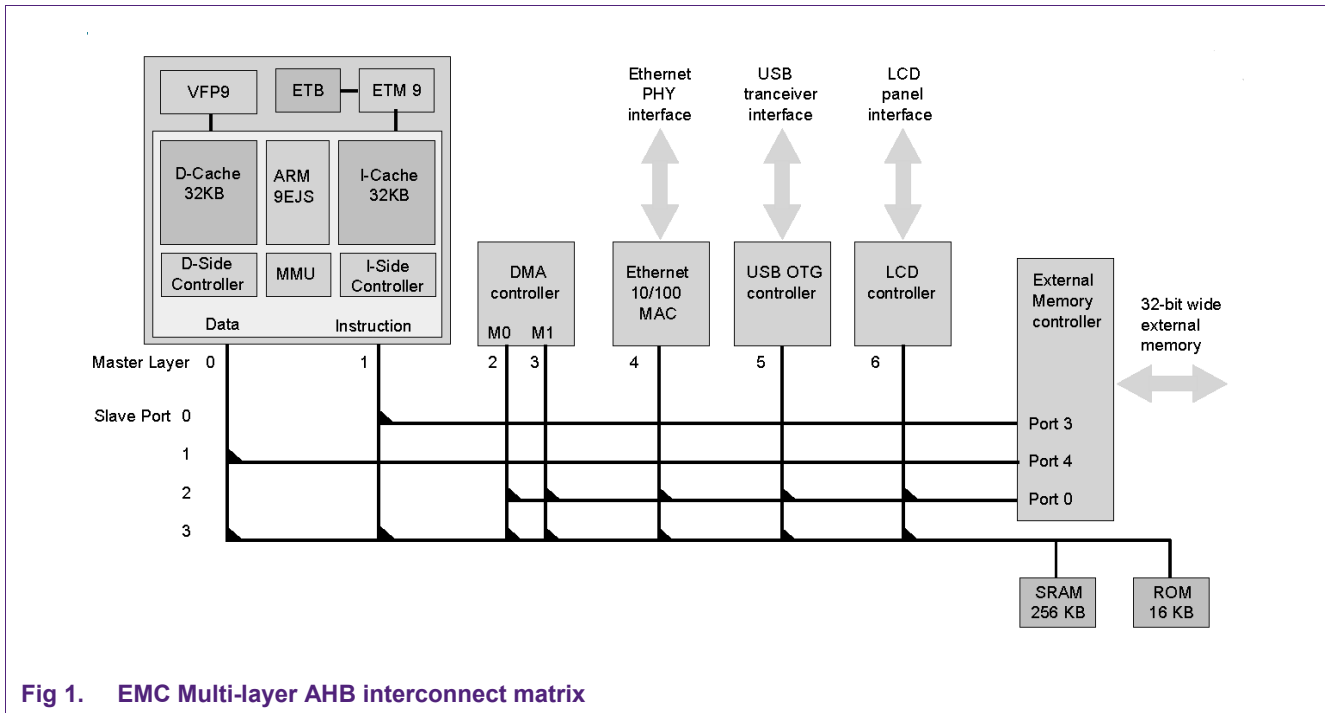 VFP9
ETB
ETM 9
D-Cache
32KB
ARM
9EJS
I-Cache
32KB
D-Side
Controller
MMU
I-Side
Controller
Data
Instruction
Ethernet
PHY
interface
USB
tranceiver
interface
LCD
panel
interface
DMA
controller
M0
M1
Ethernet
10/100
MAC
USB OTG
controller
LCD
controller
External
Memory
controller
32-bit wide
external
memory
Master Layer 0
1
2
3
4
5
6
Slave Port 0
Port 3
1
Port 4
2
Port 0
3
SRAM
256 KB
ROM
16 KB
Fig 1. EMC Multi-layer AHB interconnect matrix